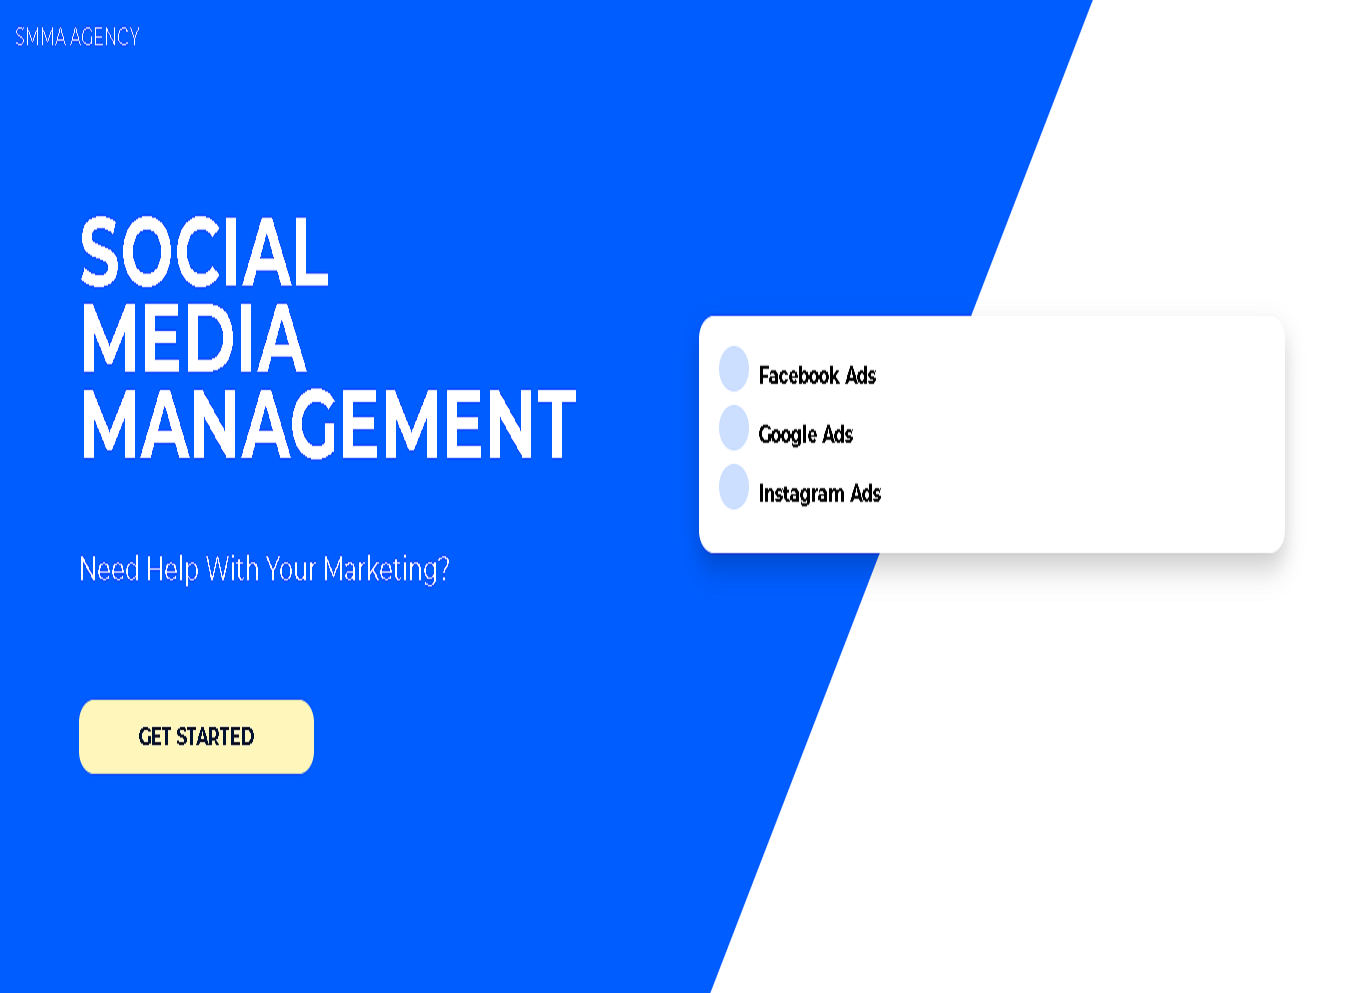 SMMA AGENCY
SOCIAL
MEDIA
MANAGEMENT
Need Help With Your Marketing?
GET STARTED
Facebook Ads
Google Ads
Instagram Ads